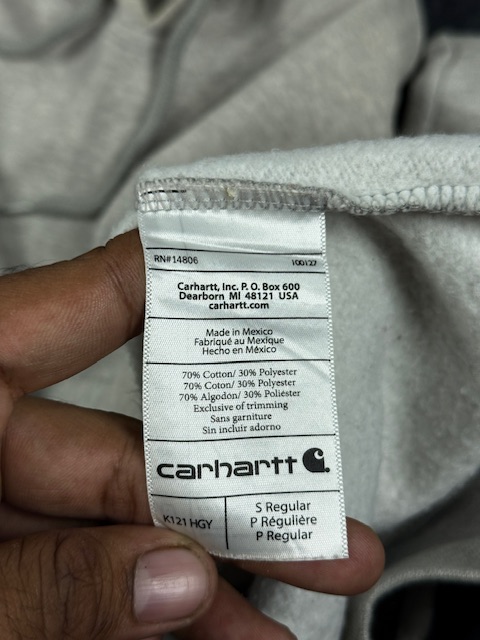 RN#14806 100127
Carhartt, Inc. P. O. Box 600
Dearborn MI 48121 USA
carhartt.com
Made in Mexico
Fabriqué au Mexique
Hecho en México
70% Cotton/ 30% Polyester
70% Coton/ 30% Polyester
70% Algodon/ 30% Poliéster
Exclusive of trimming
Sans garniture
Sin incluir adorno
carhartt
K121 HGY
S Regular
P Régulière
P Regular